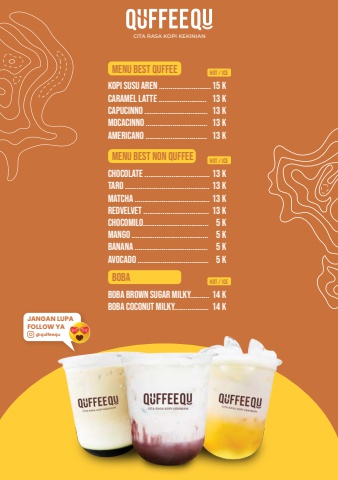 QUFFEEQU
CITA RASA KOPI KEKINIAN
MENU BEST QUFFEE HOT / ICE
KOPI SUSU AREN 15 K
CARAMEL LATTE 13 K
CAPUCINNO 13 K
MOCACINNO 13 K
AMERICANO 13 K
MENU BEST NON QUFFEE HOT / ICE
CHOCOLATE 13 K
TARO 13 K
MATCHA 13 K
REDVELVET 13 K
CHOCOMILO 5 K
MANGO 5 K
BANANA 5 K
AVOCADO 5 K
BOBA HOT / ICE
BOBA BROWN SUGAR MILKY 14 K
BOBA COCONUT MILKY 14 K
JANGAN LUPA
FOLLOW YA
@quffeequ
QUFFEEQU
CITA RASA KOPI KEKINIAN
QUFFEEQU
CITA RASA KOPI KEKINIAN
QUFFEEQU
CITA RASA KOPI KEKINIAN